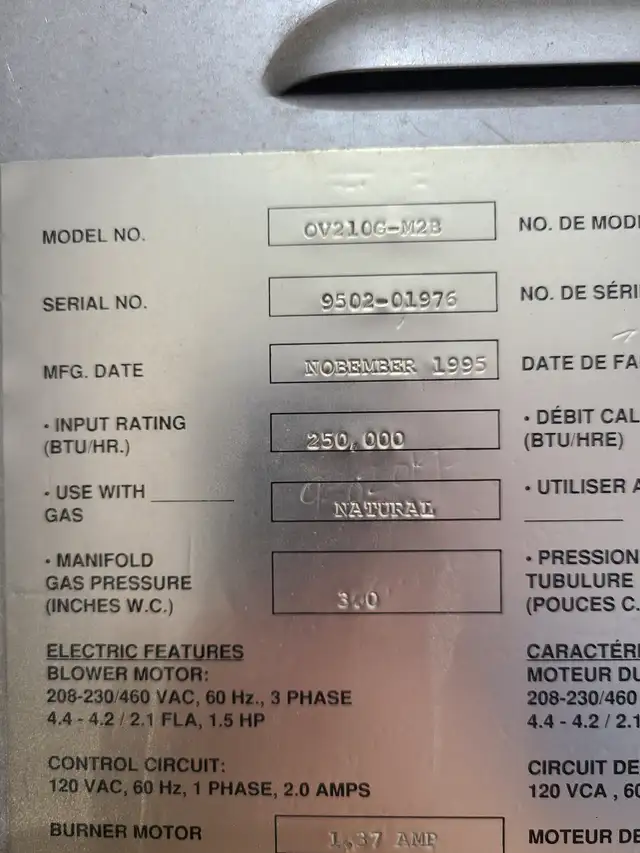 MODEL NO. OV210G-M2B NO. DE MODÈ
SERIAL NO. 9502-01976 NO. DE SÉRI
MFG. DATE NOBEMBER 1995 DATE DE FA
• INPUT RATING • DÉBIT CAL
(BTU/HR.) 250,000 (BTU/HRE)
• USE WITH ________ • UTILISER A
GAS NATURAL ________
• MANIFOLD • PRESSION
GAS PRESSURE TUBULURE
(INCHES W.C.) 3.0 (POUCES C.
ELECTRIC FEATURES CARACTÉRI
BLOWER MOTOR: MOTEUR DU
208-230/460 VAC, 60 Hz., 3 PHASE 208-230/460
4.4 - 4.2 / 2.1 FLA, 1.5 HP 4.4 - 4.2 / 2.1
CONTROL CIRCUIT: CIRCUIT DE
120 VAC, 60 Hz, 1 PHASE, 2.0 AMPS 120 VCA , 60
BURNER MOTOR 1.37 AMP MOTEUR DE